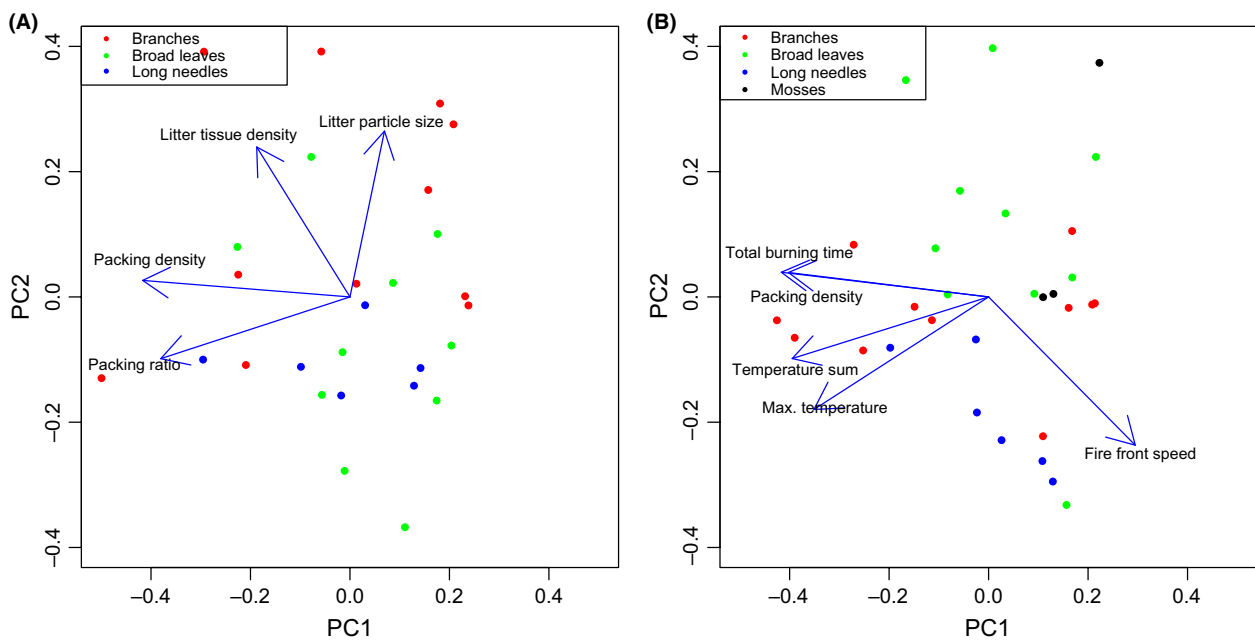 (A)
Branches
Broad leaves
Long needles
Litter tissue density
Litter particle size
Packing density
Packing ratio
PC2
0.4
0.2
0.0
−0.2
−0.4
−0.4
−0.2
0.0
0.2
0.4
PC1
(B)
Branches
Broad leaves
Long needles
Mosses
Total burning time
Packing density
Temperature sum
Max. temperature
Fire front speed
PC2
0.4
0.2
0.0
−0.2
−0.4
−0.4
−0.2
0.0
0.2
0.4
PC1